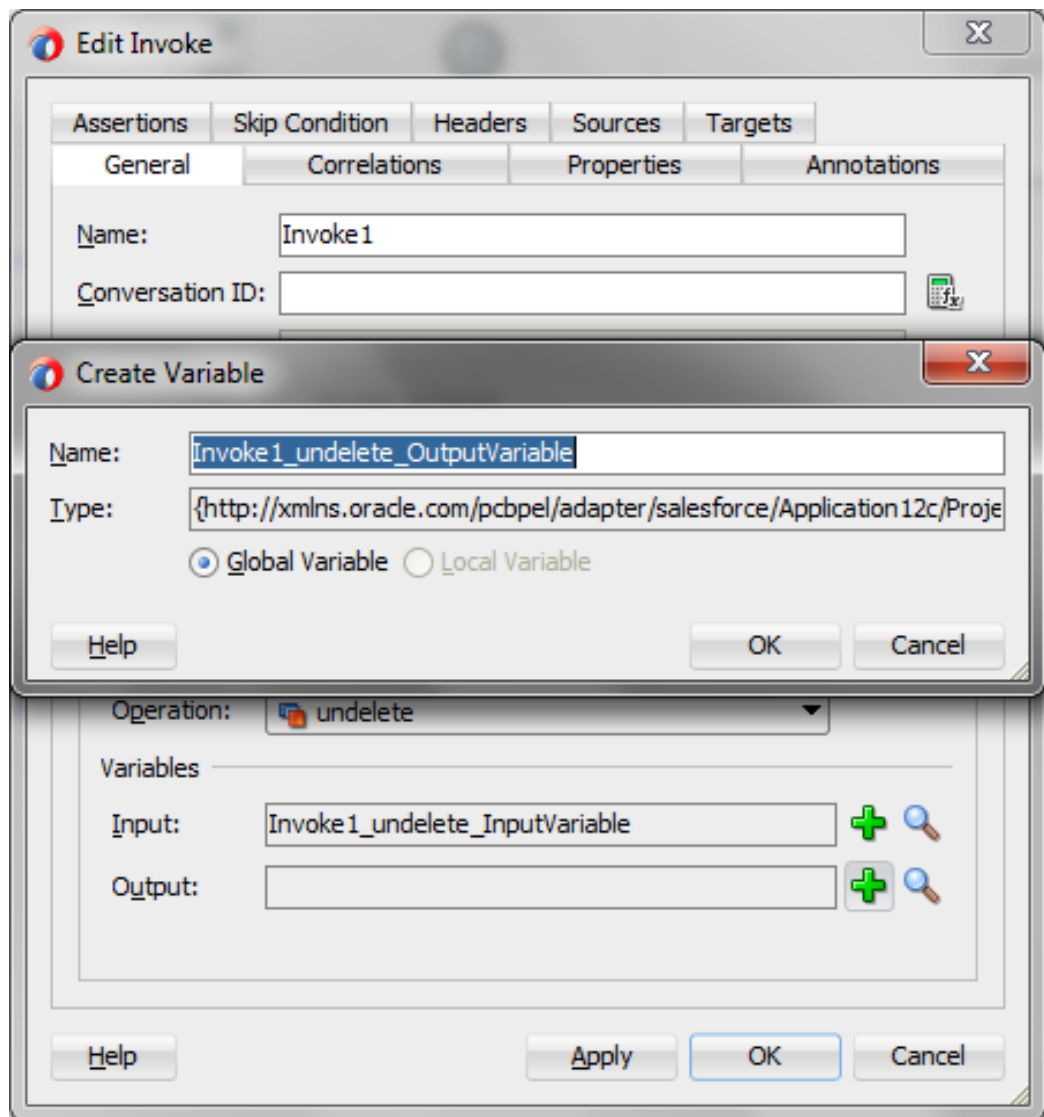 Edit Invoke
Assertions Skip Condition Headers Sources Targets
General Correlations Properties Annotations
Name: Invoke1
Conversation ID:
Create Variable
Name: Invoke1_undelete_OutputVariable
Type: {http://xmlns.oracle.com/pcbpel/adapter/salesforce/Application12c/Proje
Global Variable Local Variable
Help OK Cancel
Operation: undelete
Variables
Input: Invoke1_undelete_InputVariable
Output:
Help Apply OK Cancel